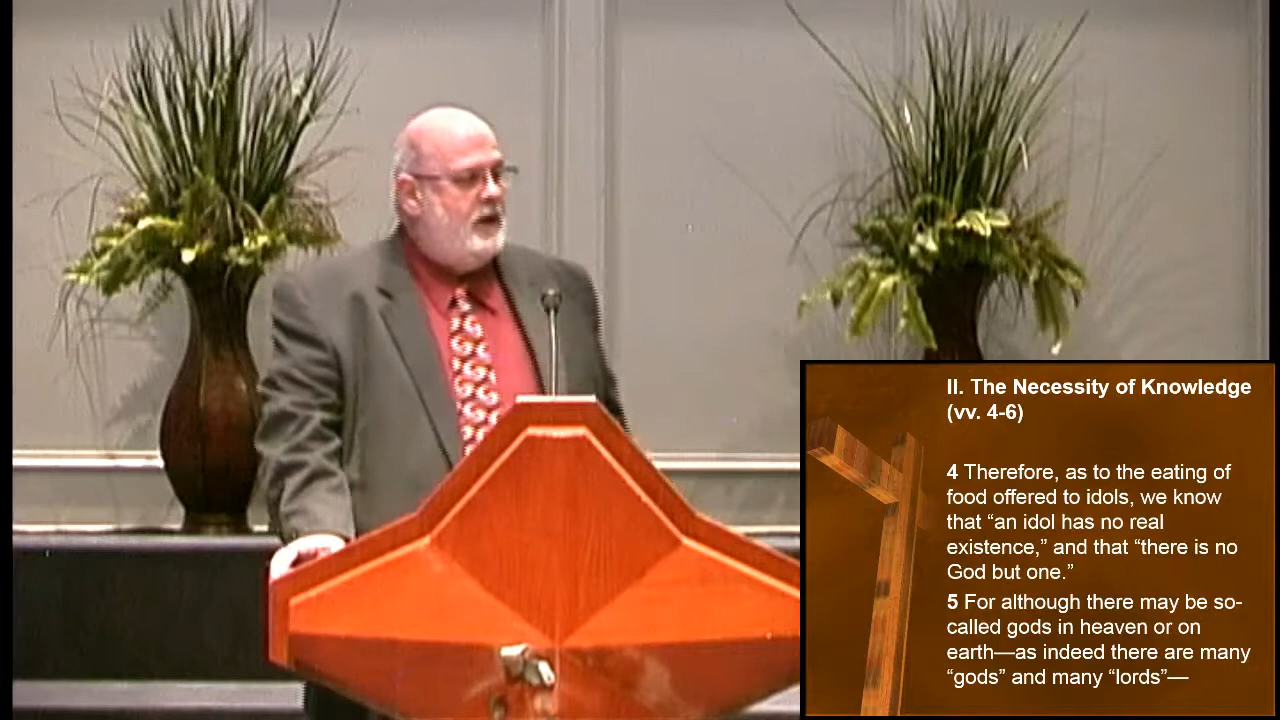 II. The Necessity of Knowledge
(vv. 4-6)
4 Therefore, as to the eating of
food offered to idols, we know
that “an idol has no real
existence,” and that “there is no
God but one.”
5 For although there may be so-
called gods in heaven or on
earth—as indeed there are many
“gods” and many “lords”—